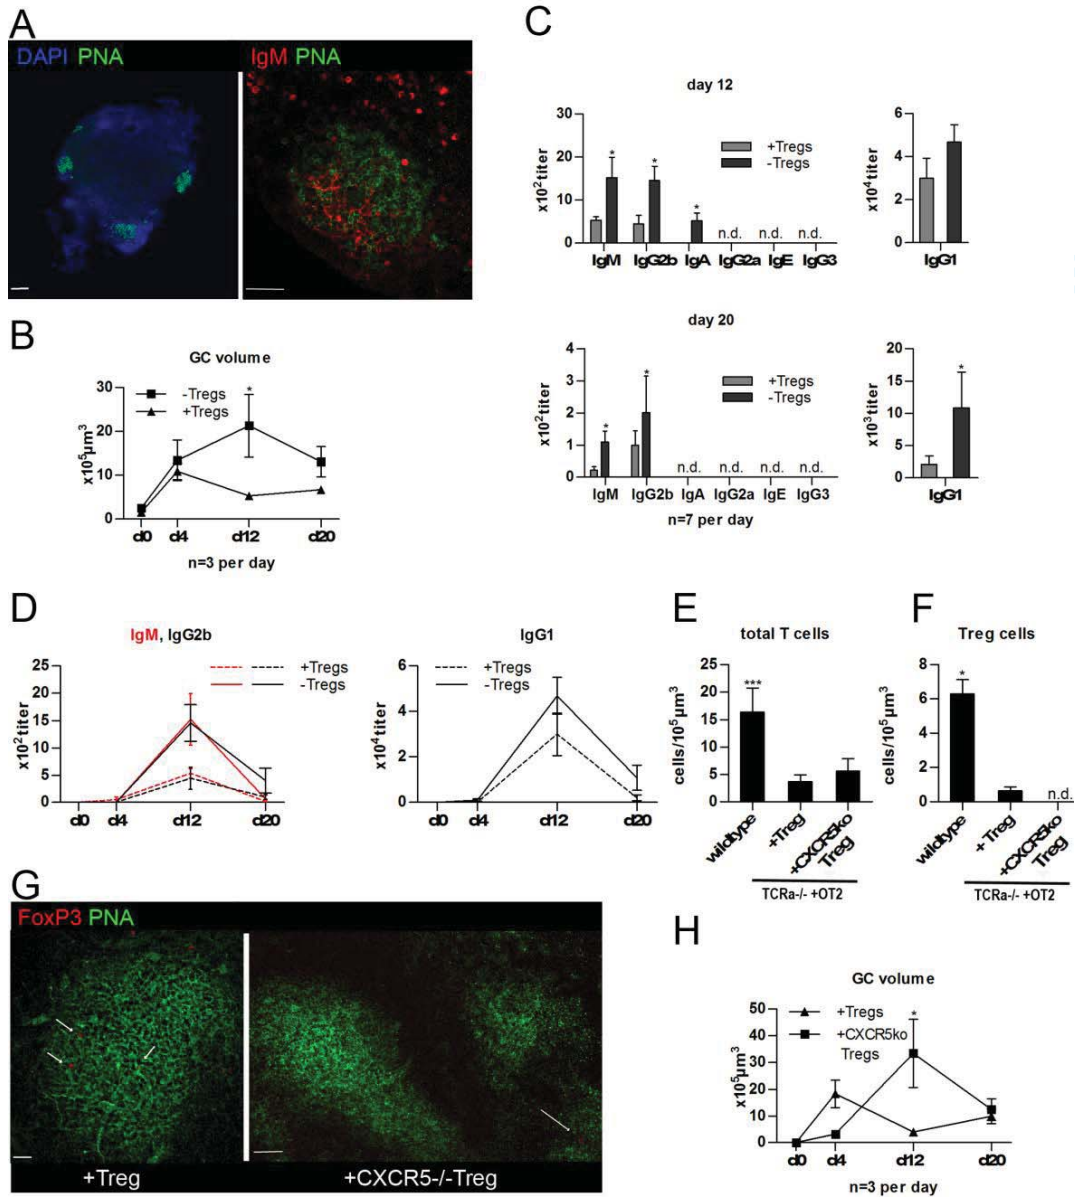 A
DAPI PNA
IgM PNA
B
GC volume
-Tregs
+Tregs
*
x10⁵µm³
30
20
10
0
d0 d4 d12 d20
n=3 per day
C
day 12
x10²titer
30
20
10
0
+Tregs
-Tregs
* * *
n.d. n.d. n.d.
IgM IgG2b IgA IgG2a IgE IgG3
x10⁴titer
6
4
2
0
IgG1
day 20
x10²titer
4
3
2
1
0
+Tregs
-Tregs
* *
n.d. n.d. n.d. n.d.
IgM IgG2b IgA IgG2a IgE IgG3
n=7 per day
x10³titer
20
15
10
5
0
*
IgG1
D
IgM, IgG2b
x10²titer
25
20
15
10
5
0
+Tregs
-Tregs
d0 d4 d12 d20
IgG1
x10⁴titer
6
4
2
0
+Tregs
-Tregs
d0 d4 d12 d20
E
total T cells
cells/10⁵µm³
25
20
15
10
5
0
***
wildtype
+Treg
+CXCR5ko
Treg
TCRa-/- +OT2
F
Treg cells
cells/10⁵µm³
8
6
4
2
0
*
n.d.
wildtype
+Treg
+CXCR5ko
Treg
TCRa-/- +OT2
G
FoxP3 PNA
+Treg
+CXCR5-/-Treg
H
GC volume
+Tregs
+CXCR5ko
Tregs
*
x10⁵µm³
50
40
30
20
10
0
d0 d4 d12 d20
n=3 per day